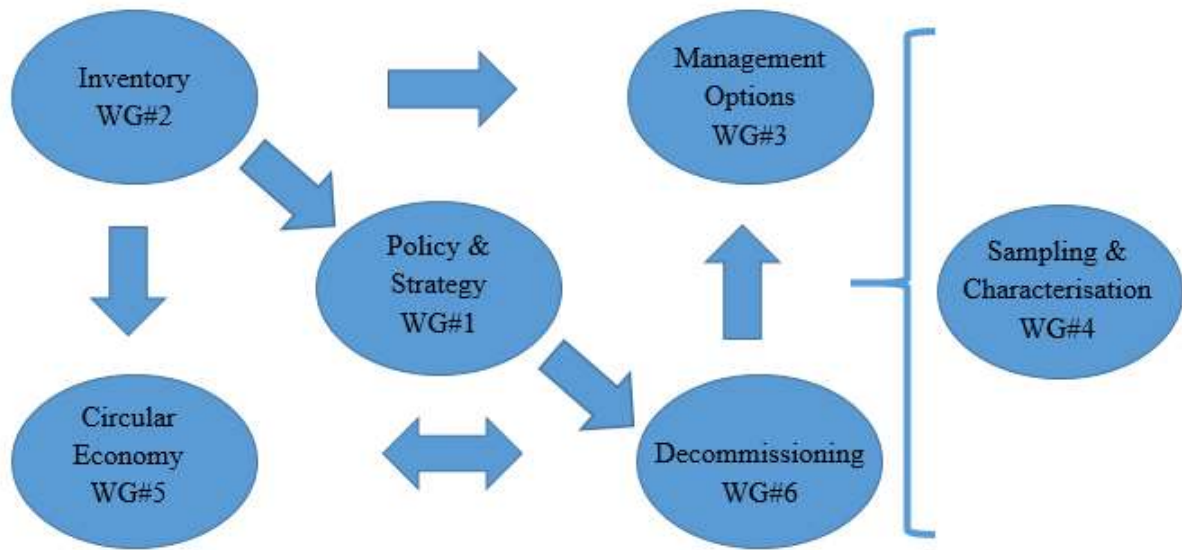 Inventory
WG#2
Management
Options
WG#3
Policy &
Strategy
WG#1
Sampling &
Characterisation
WG#4
Circular
Economy
WG#5
Decommissioning
WG#6